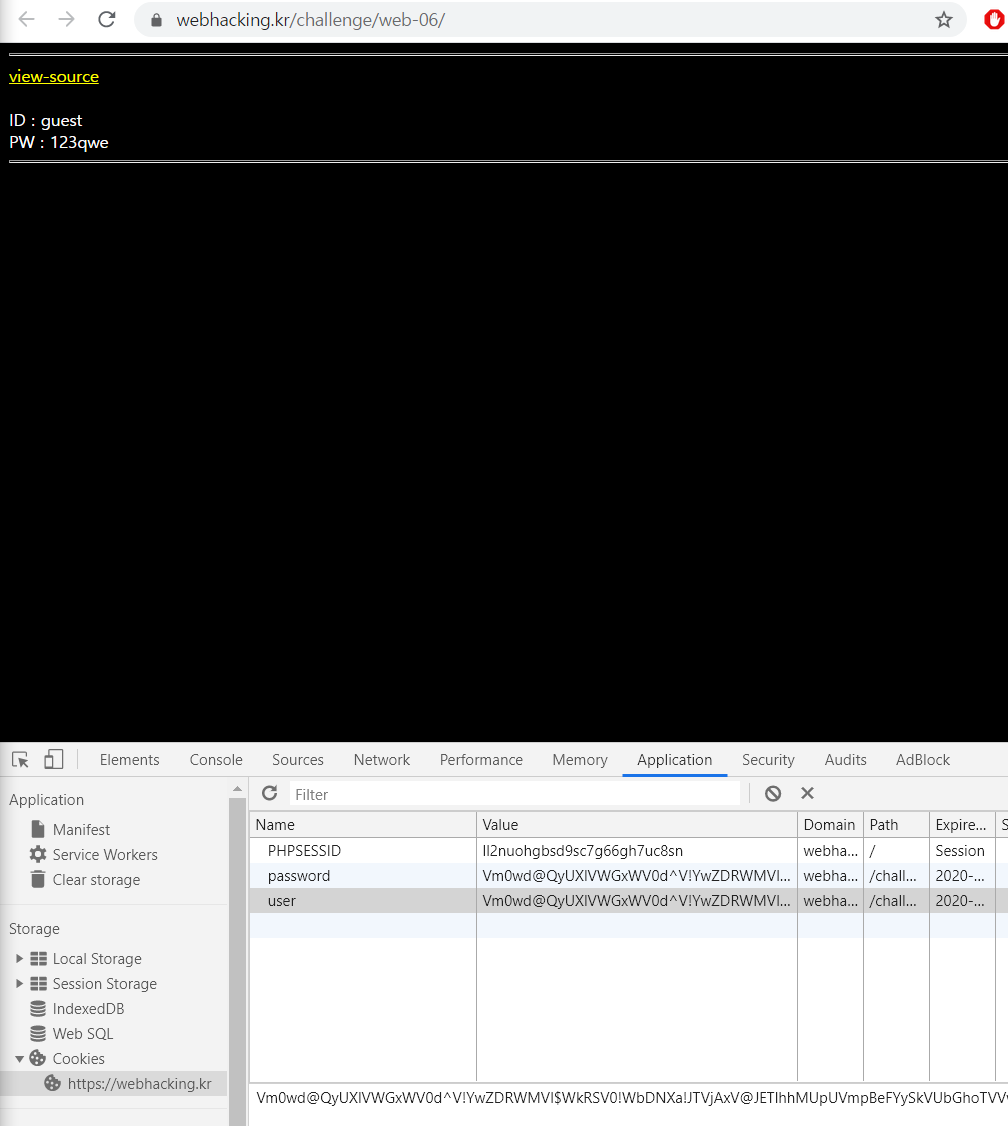 webhacking.kr/challenge/web-06/
view-source
ID : guest
PW : 123qwe
Elements Console Sources Network Performance Memory Application Security Audits AdBlock
Application
Manifest
Service Workers
Clear storage
Storage
Local Storage
Session Storage
IndexedDB
Web SQL
Cookies
https://webhacking.kr
Filter
Name Value Domain Path Expire... S
PHPSESSID ll2nuohgbsd9sc7g66gh7uc8sn webha... / Session
password Vm0wd@QyUXlVWGxWV0d^V!YwZDRWMVl... webha... /chall... 2020-...
user Vm0wd@QyUXlVWGxWV0d^V!YwZDRWMVl... webha... /chall... 2020-...
Vm0wd@QyUXlVWGxWV0d^V!YwZDRWMVl$WkRSV0!WbDNXa!JTVjAxV@JETlhhMUpUVmpBeFYySkVUbGhoTVV